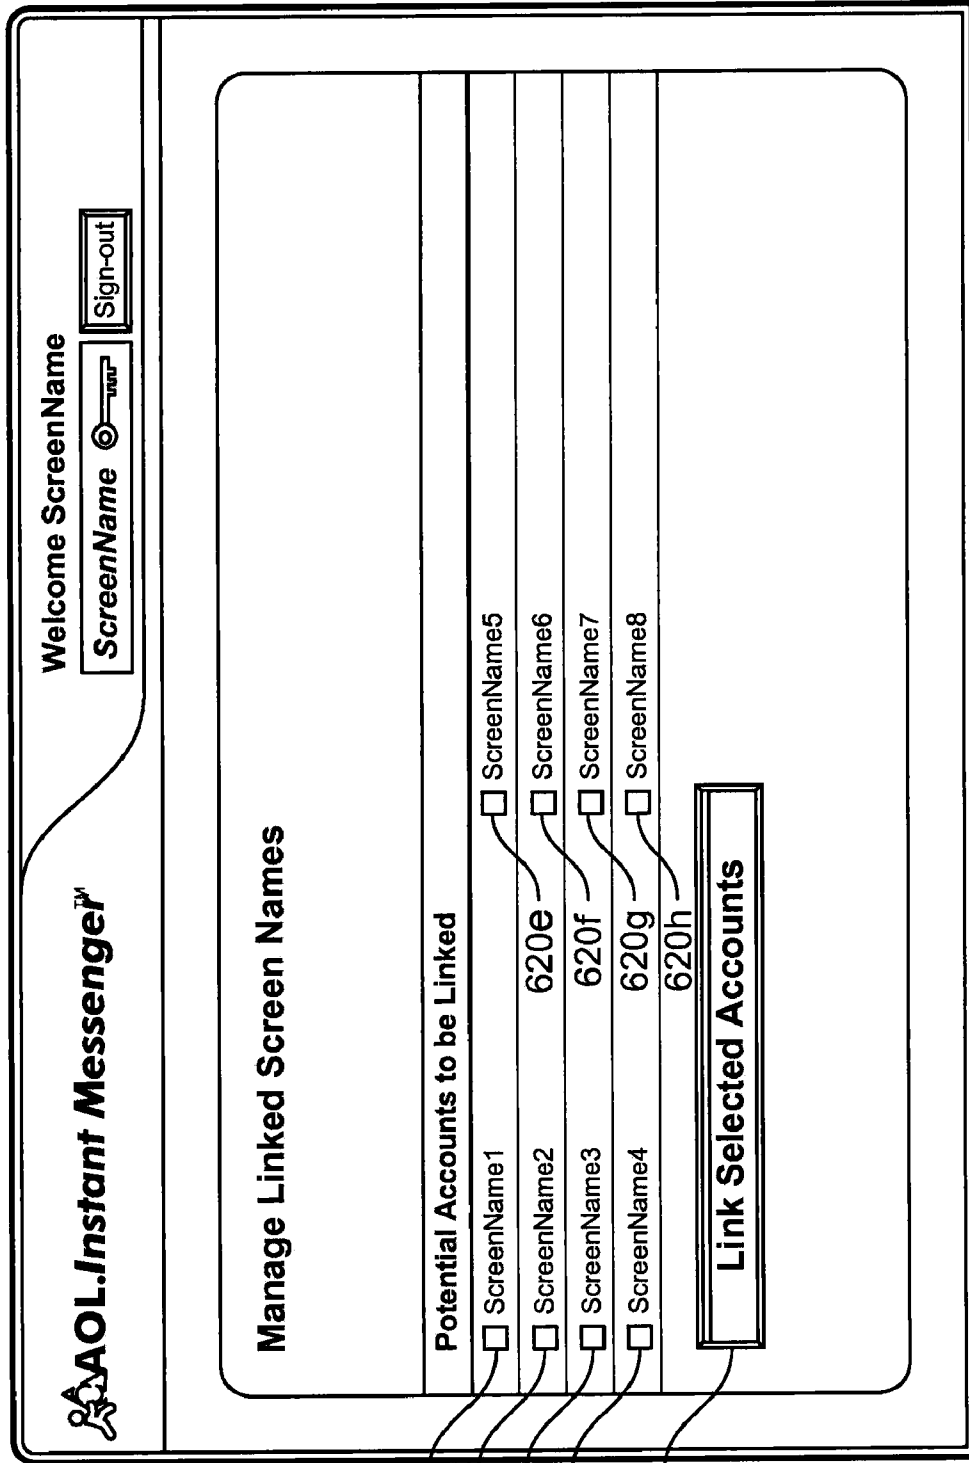 AOL.Instant Messenger™
Welcome ScreenName
ScreenName
Sign-out
Manage Linked Screen Names
Potential Accounts to be Linked
ScreenName1 ScreenName5
ScreenName2 620e ScreenName6
ScreenName3 620f ScreenName7
ScreenName4 620g ScreenName8
620h
Link Selected Accounts